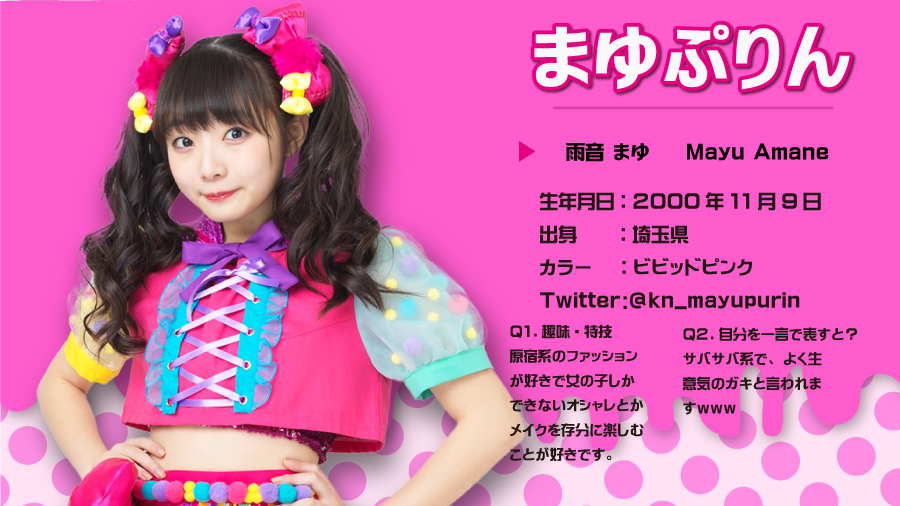 まゆぷりん
雨音 まゆ Mayu Amane
生年月日：2000年11月9日
出身　　：埼玉県
カラー　：ビビッドピンク
Twitter:@kn_mayupurin
Q1. 趣味・特技
原宿系のファッション
が好きで女の子しか
できないオシャレとか
メイクを存分に楽しむ
ことが好きです。
Q2. 自分を一言で表すと？
サバサバ系で、よく生
意気のガキと言われま
すwww